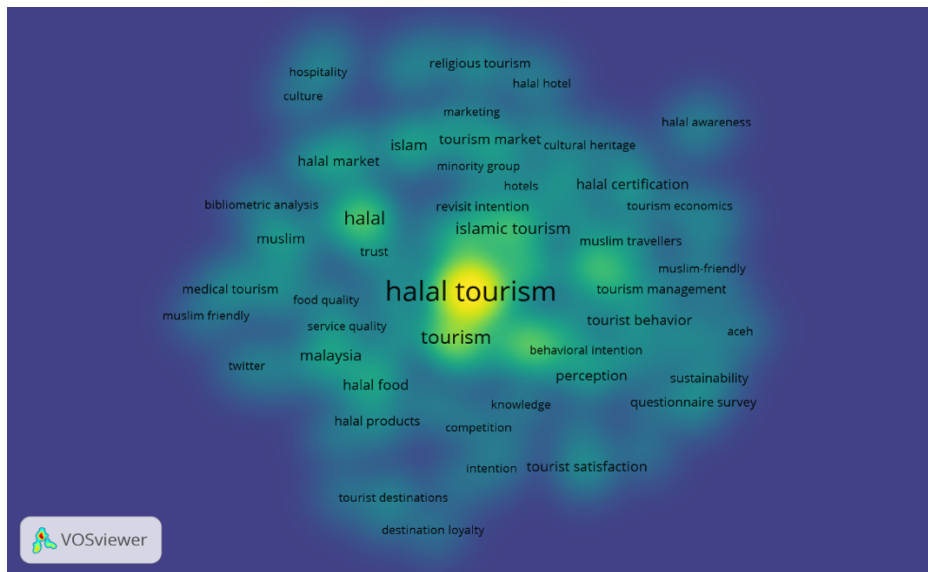 religious tourism
hospitality
halal hotel
culture
marketing
halal awareness
tourism market
islam
cultural heritage
halal market
minority group
hotels
halal certification
bibliometric analysis
revisit intention
tourism economics
halal
islamic tourism
muslim
muslim travellers
trust
muslim-friendly
medical tourism
halal tourism
tourism management
food quality
muslim friendly
service quality
tourist behavior
aceh
tourism
malaysia
behavioral intention
twitter
perception
sustainability
halal food
knowledge
questionnaire survey
halal products
competition
intention
tourist satisfaction
tourist destinations
destination loyalty
VOSviewer